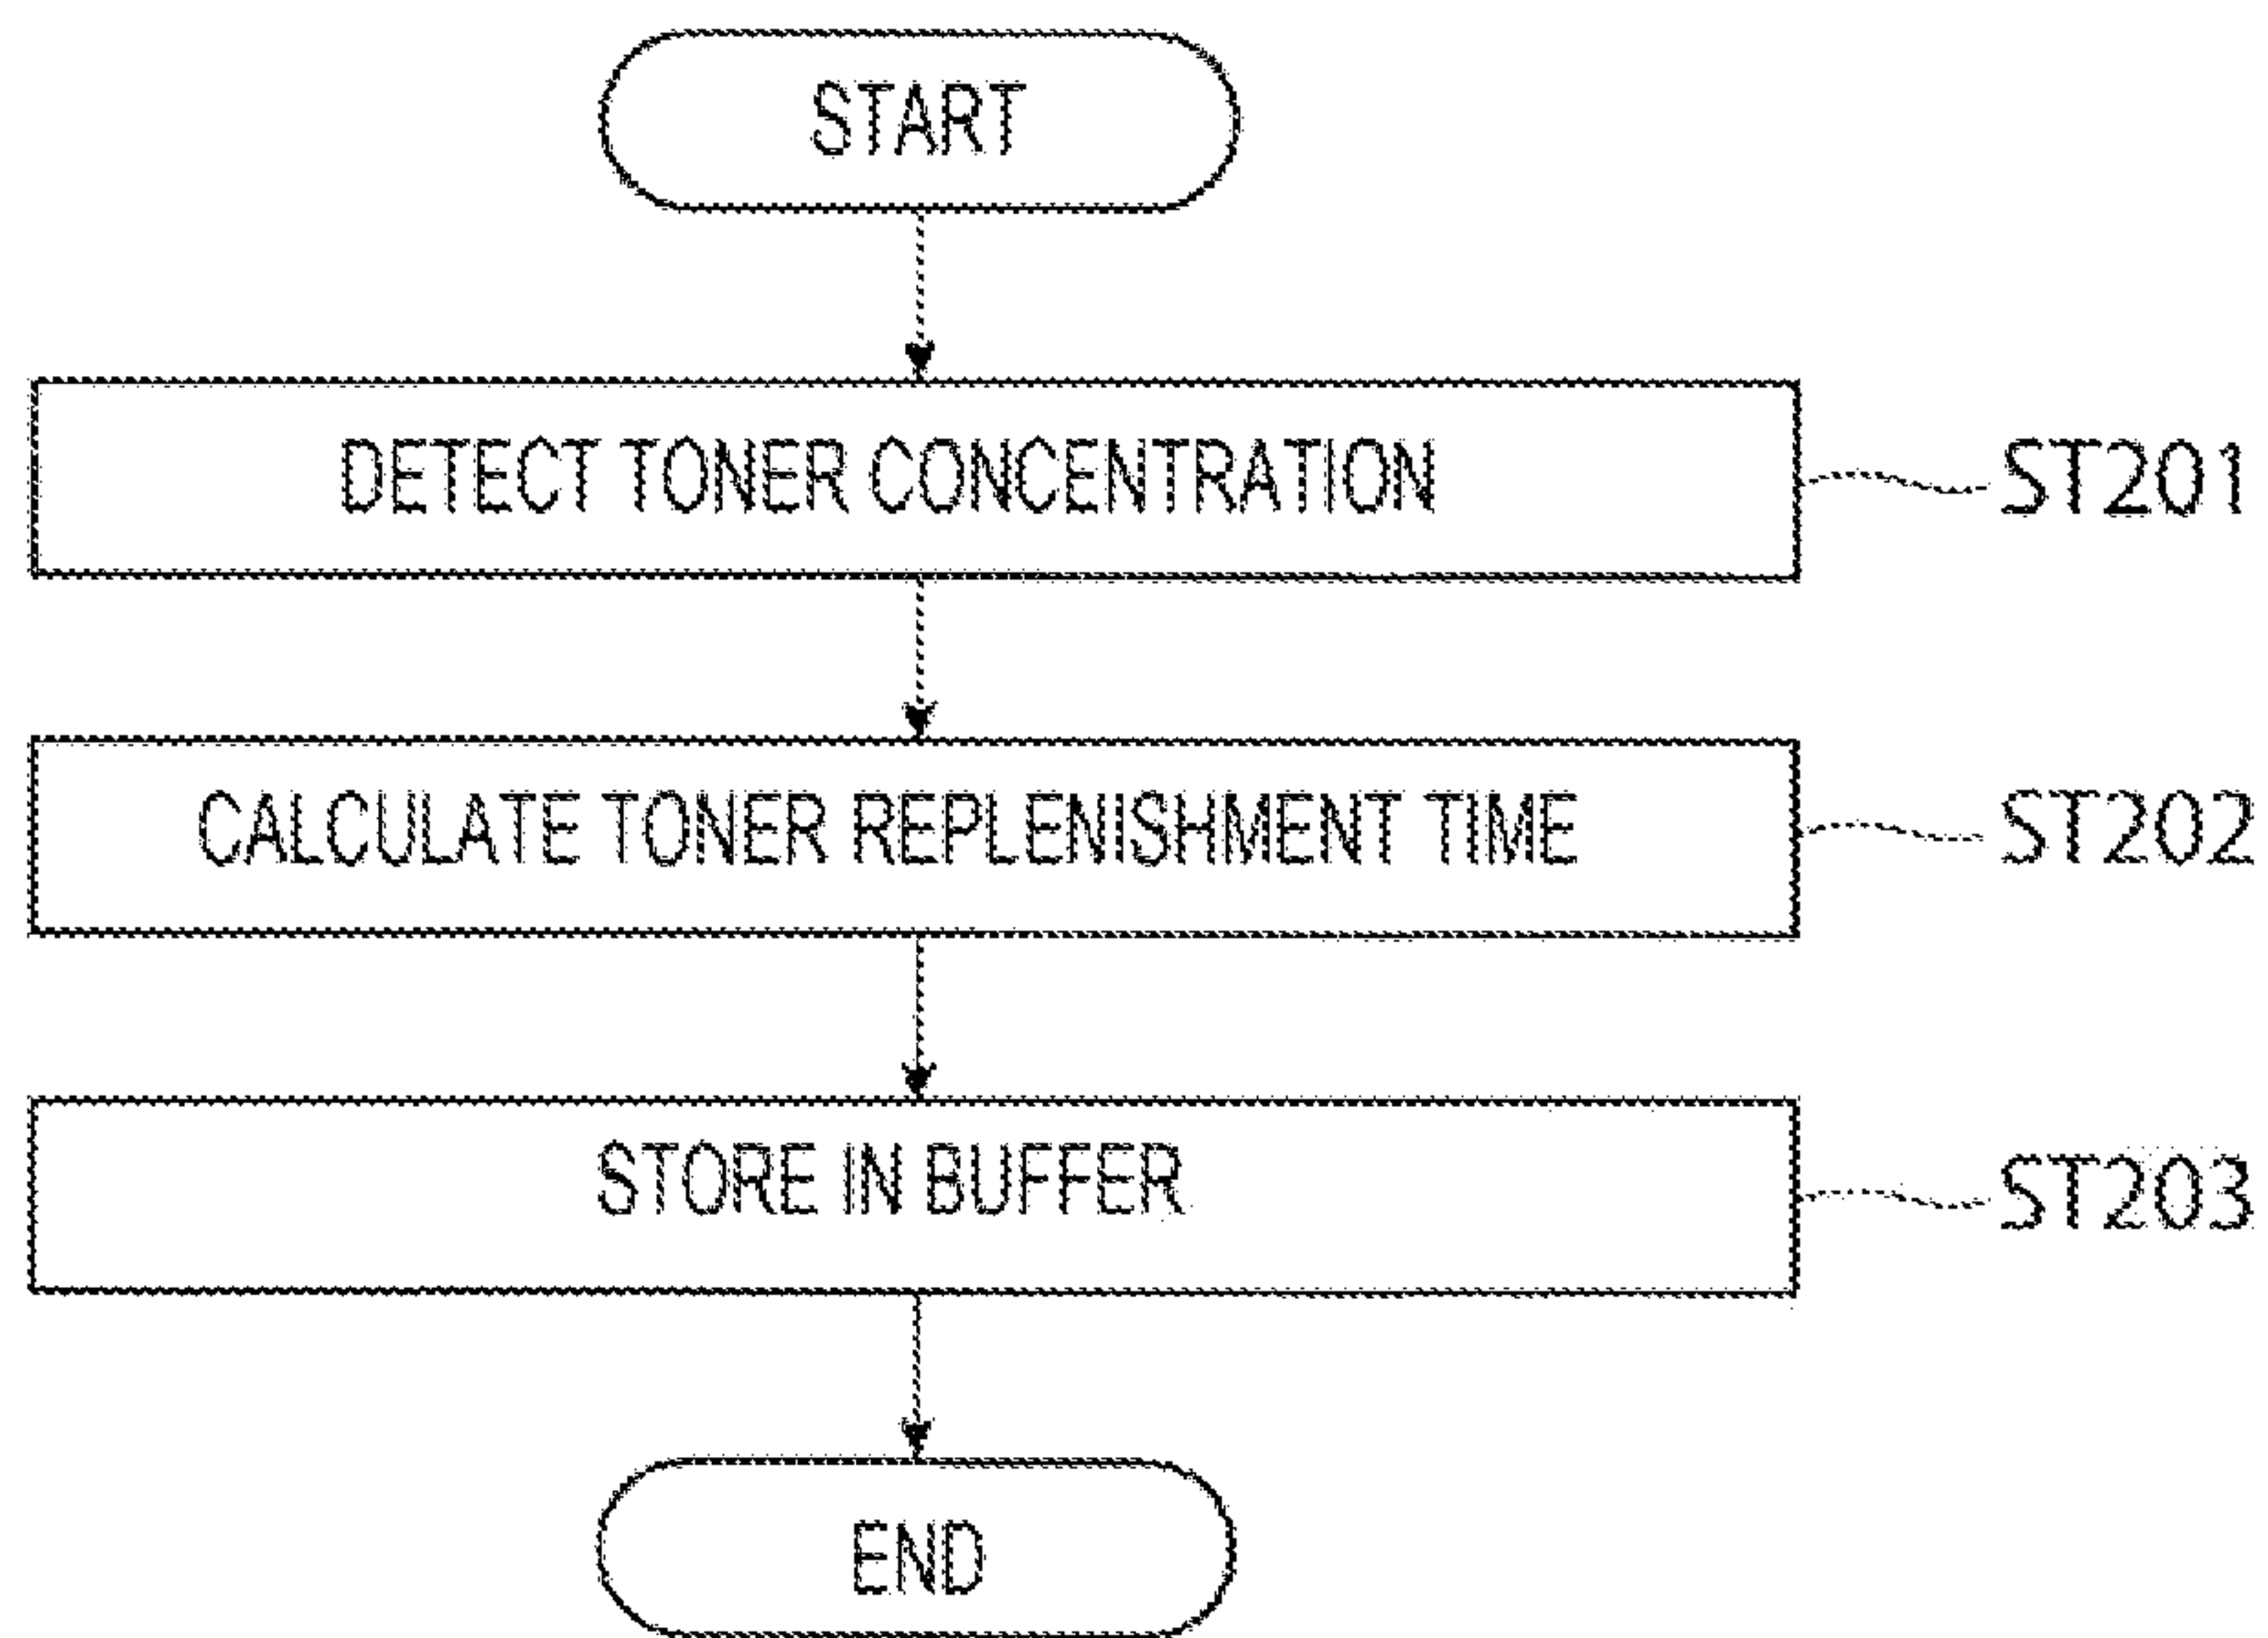 START
DETECT TONER CONCENTRATION
ST201
CALCULATE TONER REPLENISHMENT TIME
ST202
STORE IN BUFFER
ST203
END